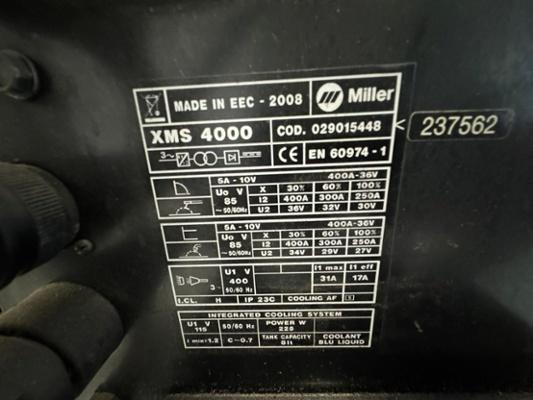 MADE IN EEC - 2008 Miller
XMS 4000 COD. 029015448 < 237562
3~ CE EN 60974-1
5A - 10V 400A-36V
Uo V X 30% 60% 100%
85 I2 400A 300A 250A
~ 50/60Hz U2 36V 32V 30V
5A - 10V 400A-36V
Uo V X 30% 60% 100%
85 I2 400A 300A 250A
~ 50/60Hz U2 34V 29V 27V
U1 V I1 max I1 eff
3~ 400 31A 17A
50/60 Hz
I.CL. H IP 23C COOLING AF S
INTEGRATED COOLING SYSTEM
U1 V 50/60 Hz POWER W
115 225
I min=1.2 C~0.7 TANK CAPACITY COOLANT
8lt BLU LIQUID